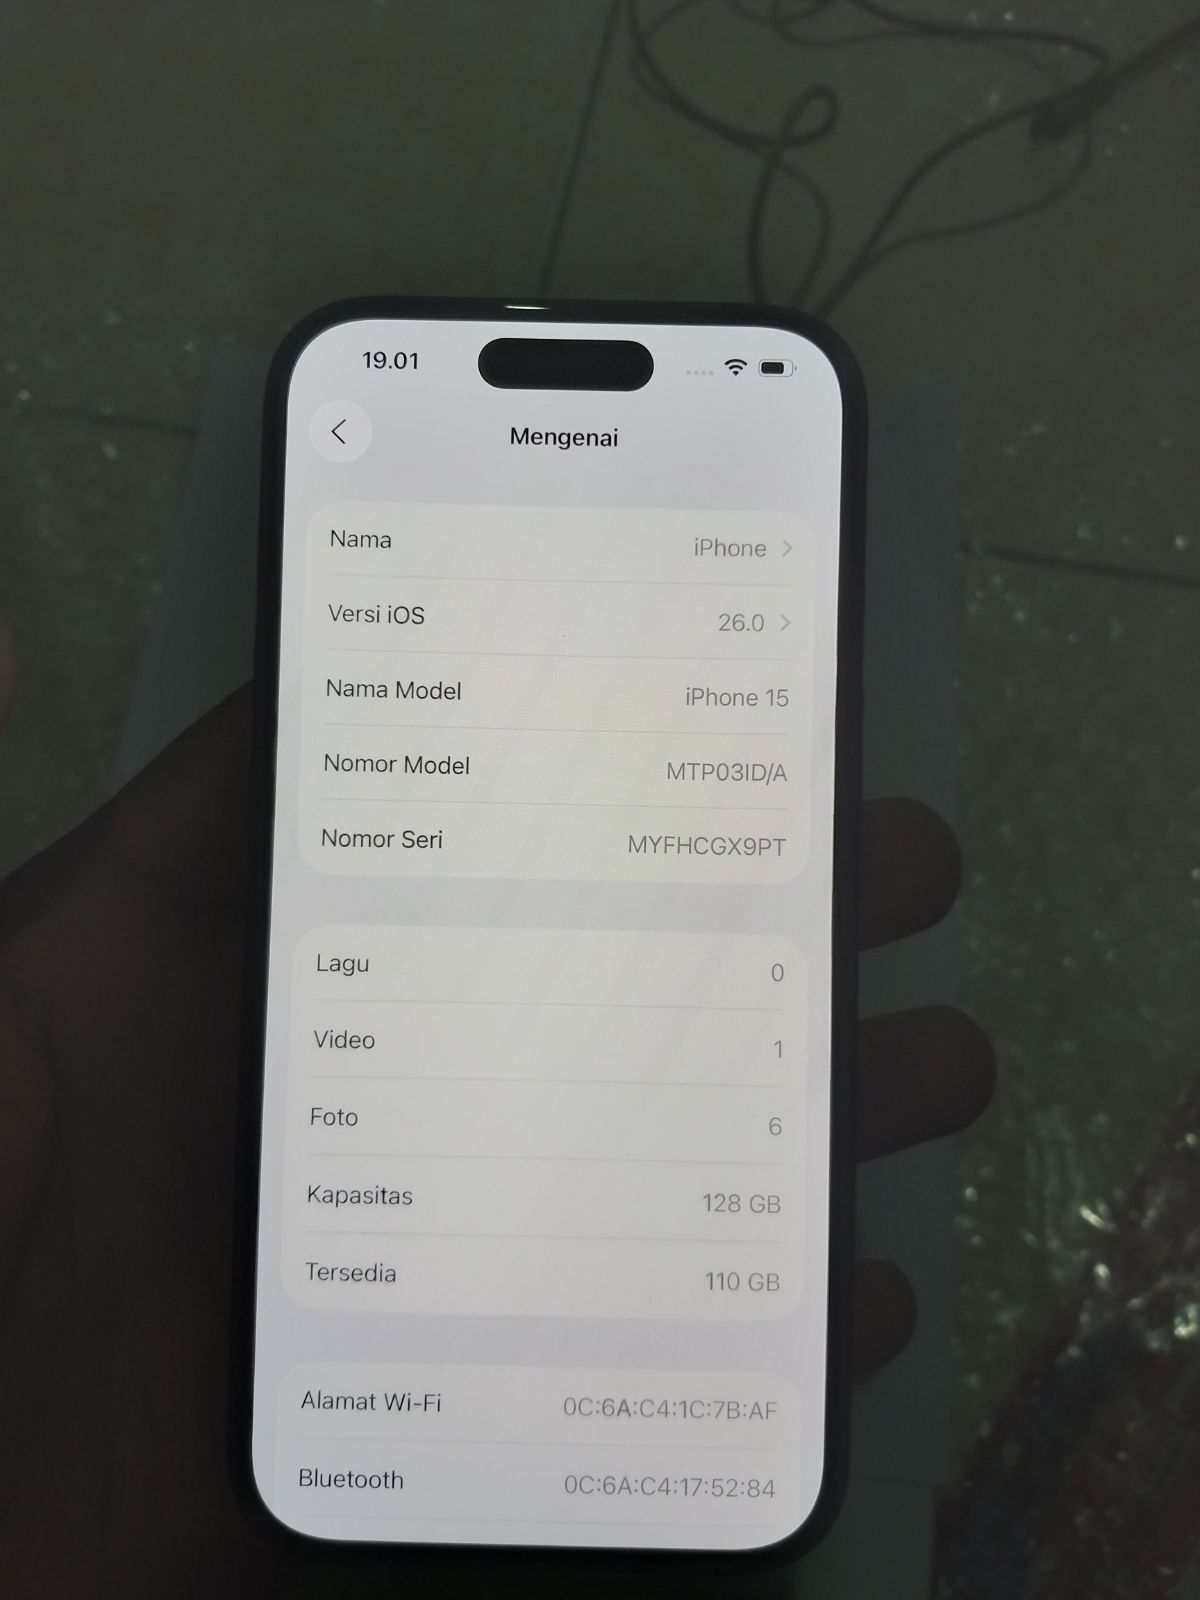 19.01
Mengenai
Nama iPhone
Versi iOS 26.0
Nama Model iPhone 15
Nomor Model MTP03ID/A
Nomor Seri MYFHCGX9PT
Lagu 0
Video 1
Foto 6
Kapasitas 128 GB
Tersedia 110 GB
Alamat Wi-Fi 0C:6A:C4:1C:7B:AF
Bluetooth 0C:6A:C4:17:52:84